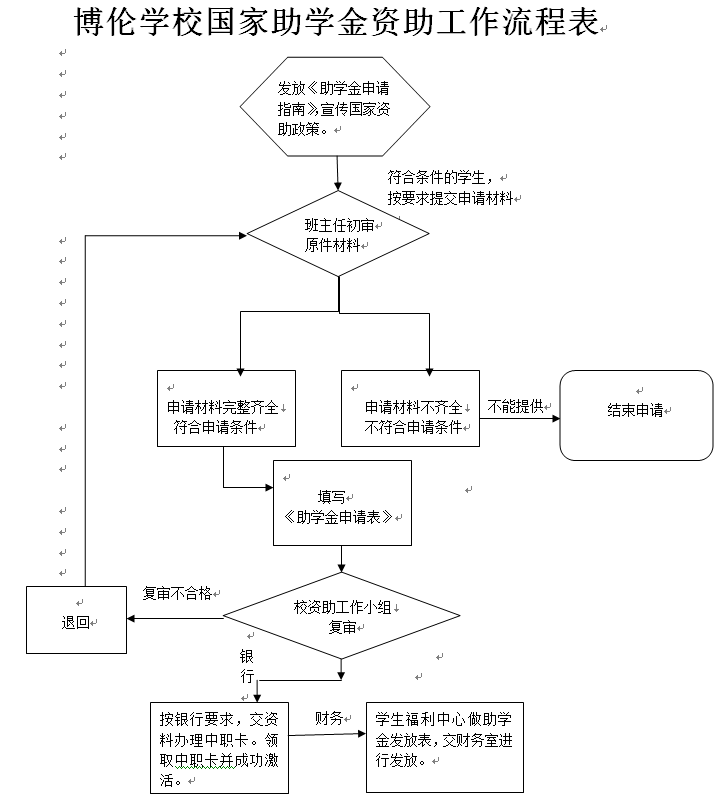 博伦学校国家助学金资助工作流程表
发放《助学金申请
指南》，宣传国家资
助政策。
符合条件的学生，
按要求提交申请材料
班主任初审
原件材料
申请材料完整齐全
符合申请条件
申请材料不齐全
不符合申请条件
不能提供
结束申请
填写
《助学金申请表》
复审不合格
退回
校资助工作小组
复审
银
行
按银行要求，交资
料办理中职卡。领
取中职卡并成功激
活。
财务
学生福利中心做助学
金发放表，交财务室进
行发放。